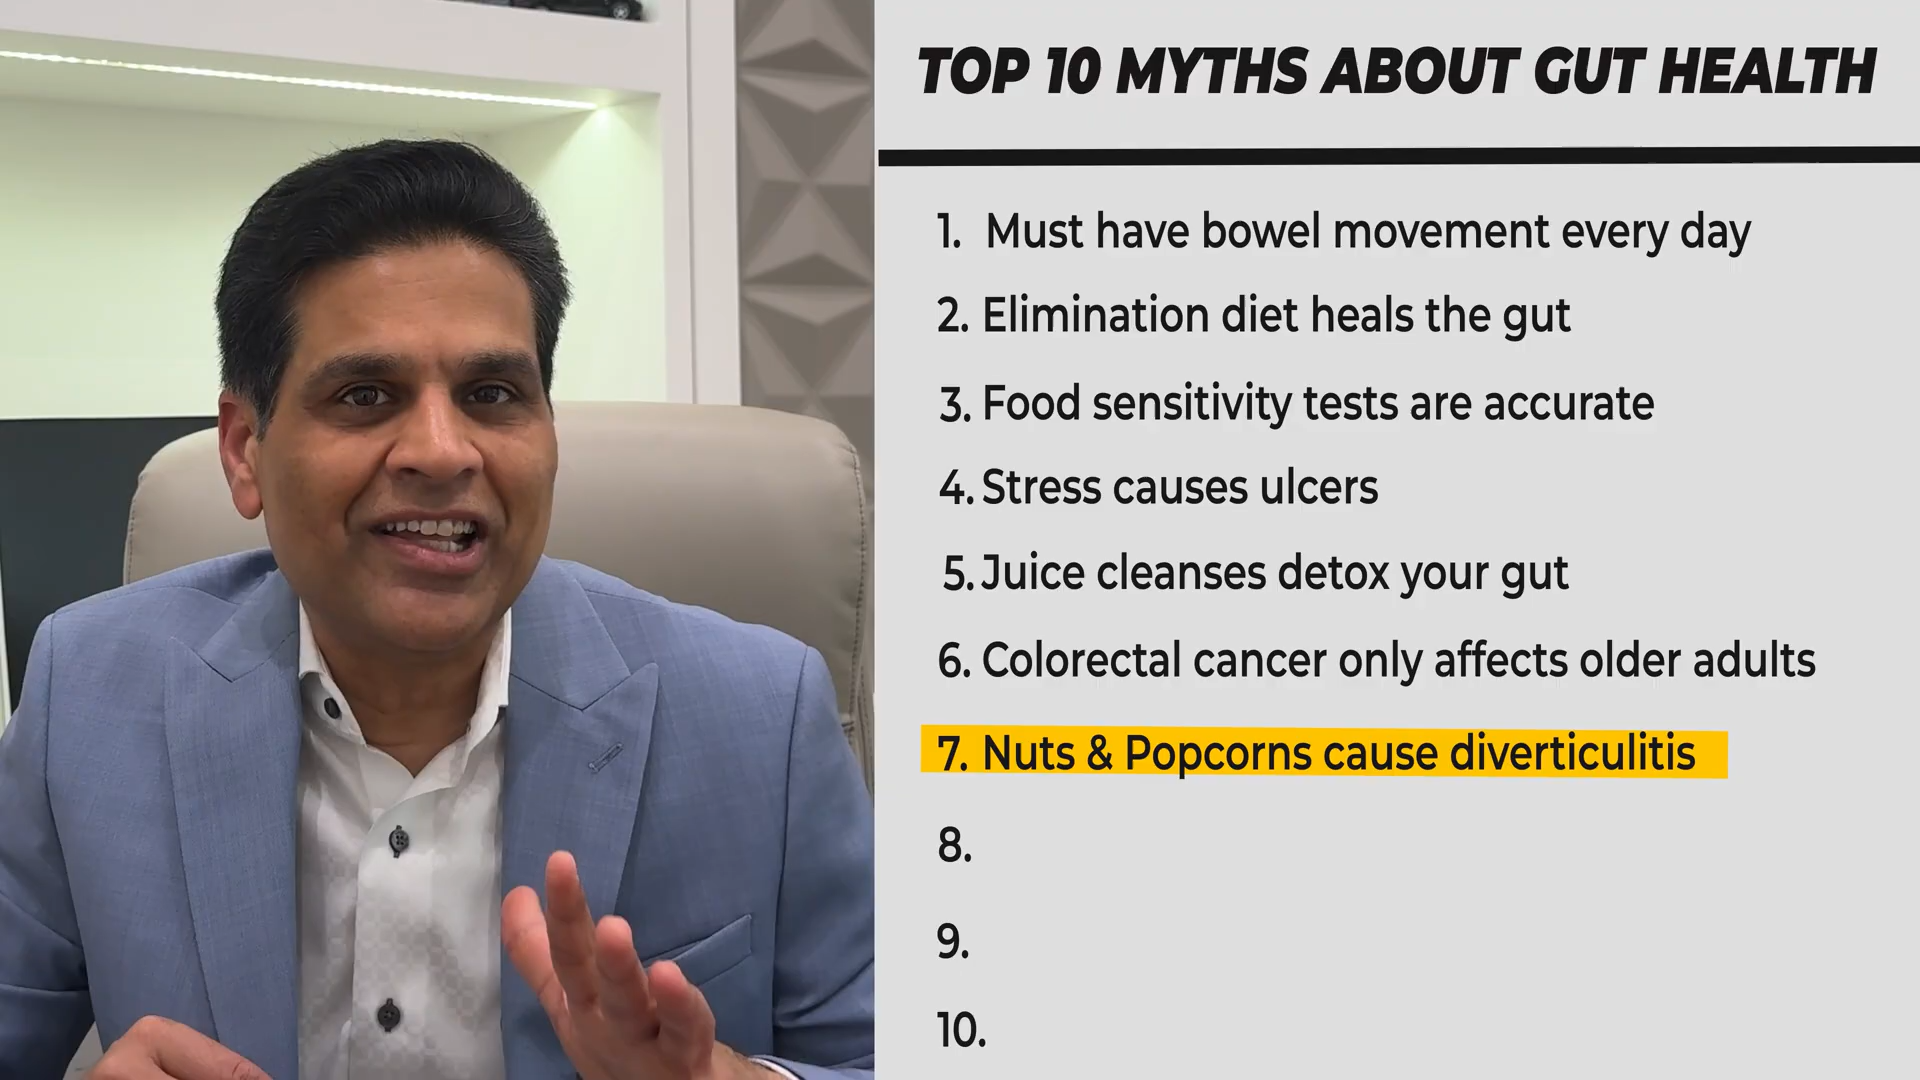 TOP 10 MYTHS ABOUT GUT HEALTH
1. Must have bowel movement every day
2. Elimination diet heals the gut
3. Food sensitivity tests are accurate
4. Stress causes ulcers
5. Juice cleanses detox your gut
6. Colorectal cancer only affects older adults
7. Nuts & Popcorns cause diverticulitis
8.
9.
10.